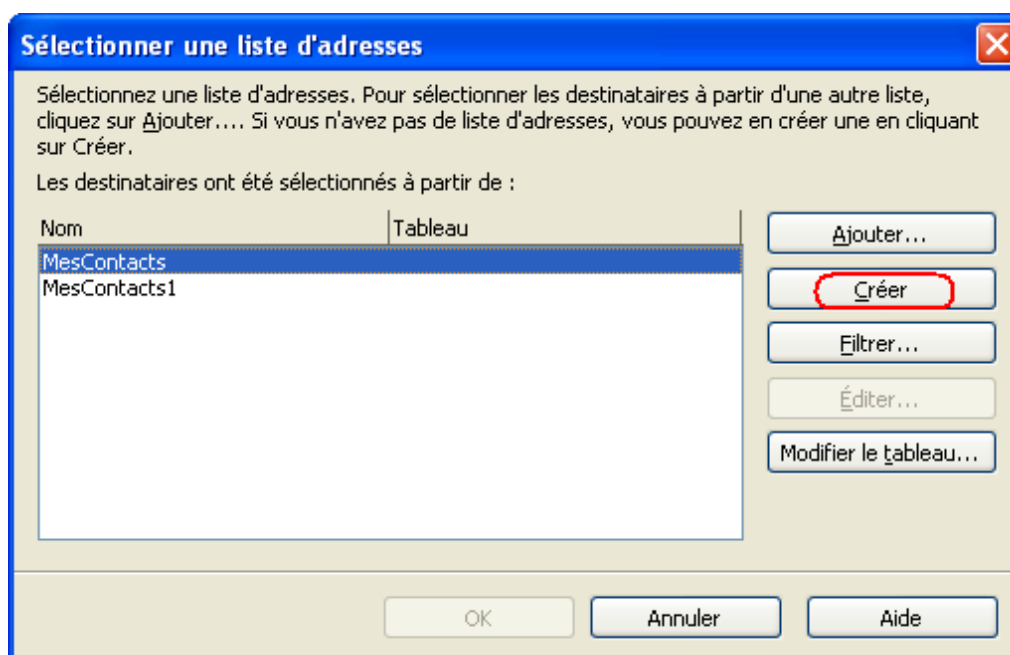 Sélectionner une liste d'adresses
Sélectionnez une liste d'adresses. Pour sélectionner les destinataires à partir d'une autre liste,
cliquez sur Ajouter.... Si vous n'avez pas de liste d'adresses, vous pouvez en créer une en cliquant
sur Créer.
Les destinataires ont été sélectionnés à partir de :
Nom Tableau
MesContacts
MesContacts1
Ajouter...
Créer
Filtrer...
Éditer...
Modifier le tableau...
OK Annuler Aide